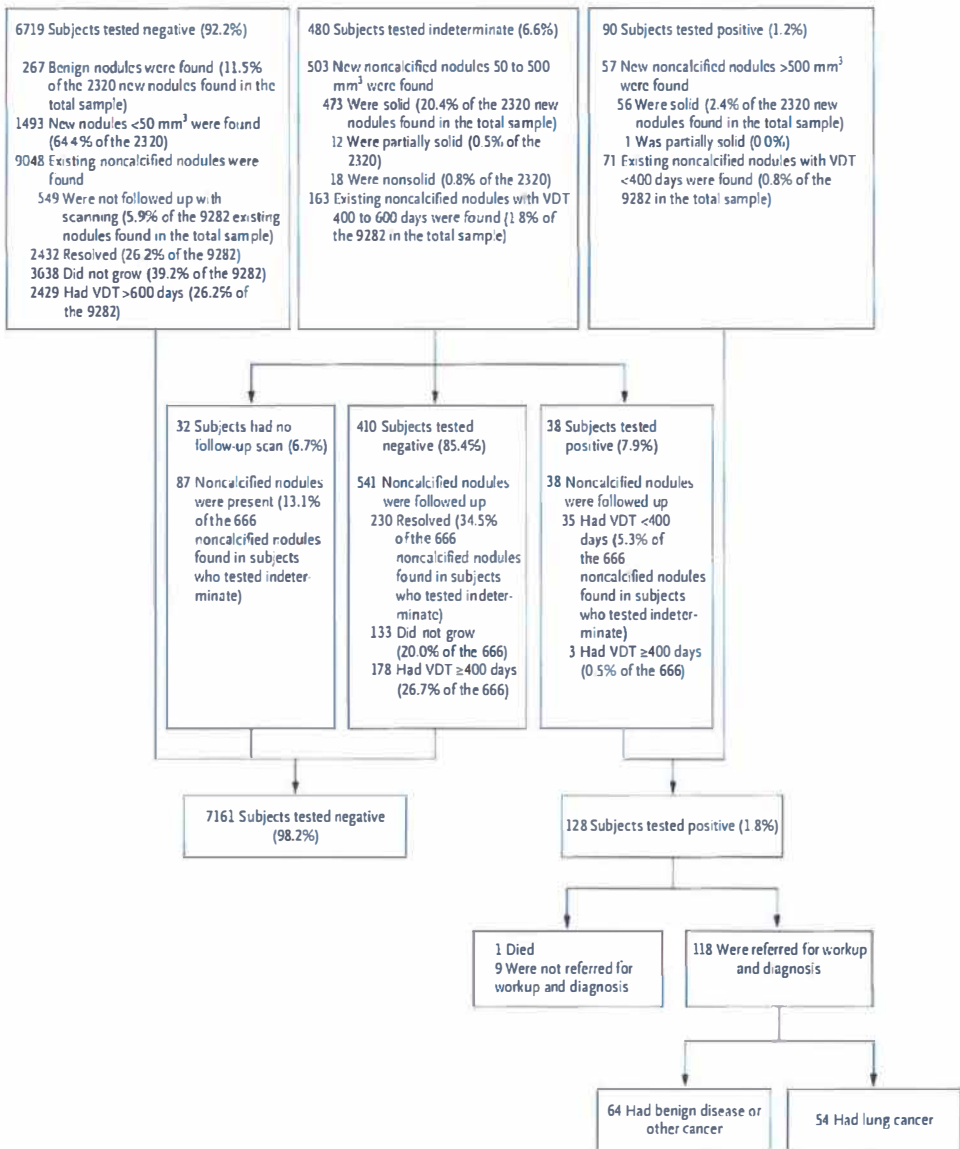 6719 Subjects tested negative (92.2%)
267 Benign nodules were found (11.5%
of the 2320 new nodules found in the
total sample)
1493 New nodules <50 mm³ were found
(64.4% of the 2320)
9048 Existing noncalcified nodules were
found
549 Were not followed up with
scanning (5.9% of the 9282 existing
nodules found in the total sample)
2432 Resolved (26.2% of the 9282)
3638 Did not grow (39.2% of the 9282)
2429 Had VDT >600 days (26.2% of
the 9282)
480 Subjects tested indeterminate (6.6%)
503 New noncalcified nodules 50 to 500
mm³ were found
473 Were solid (20.4% of the 2320 new
nodules found in the total sample)
12 Were partially solid (0.5% of the
2320)
18 Were nonsolid (0.8% of the 2320)
163 Existing noncalcified nodules with VDT
400 to 600 days were found (1.8% of
the 9282 in the total sample)
90 Subjects tested positive (1.2%)
57 New noncalcified nodules >500 mm³
were found
56 Were solid (2.4% of the 2320 new
nodules found in the total sample)
1 Was partially solid (0.0%)
71 Existing noncalcified nodules with VDT
<400 days were found (0.8% of the
9282 in the total sample)
32 Subjects had no
follow-up scan (6.7%)
87 Noncalcified nodules
were present (13.1%
of the 666
noncalcified nodules
found in subjects
who tested indeter-
minate)
410 Subjects tested
negative (85.4%)
541 Noncalcified nodules
were followed up
230 Resolved (34.5%
of the 666
noncalcified nodules
found in subjects
who tested indeter-
minate)
133 Did not grow
(20.0% of the 666)
178 Had VDT ≥400 days
(26.7% of the 666)
38 Subjects tested
positive (7.9%)
38 Noncalcified nodules
were followed up
35 Had VDT <400
days (5.3% of
the 666
noncalcified nodules
found in subjects
who tested indeter-
minate)
3 Had VDT ≥400 days
(0.5% of the 666)
7161 Subjects tested negative
(98.2%)
128 Subjects tested positive (1.8%)
1 Died
9 Were not referred for
workup and diagnosis
118 Were referred for workup
and diagnosis
64 Had benign disease or
other cancer
54 Had lung cancer